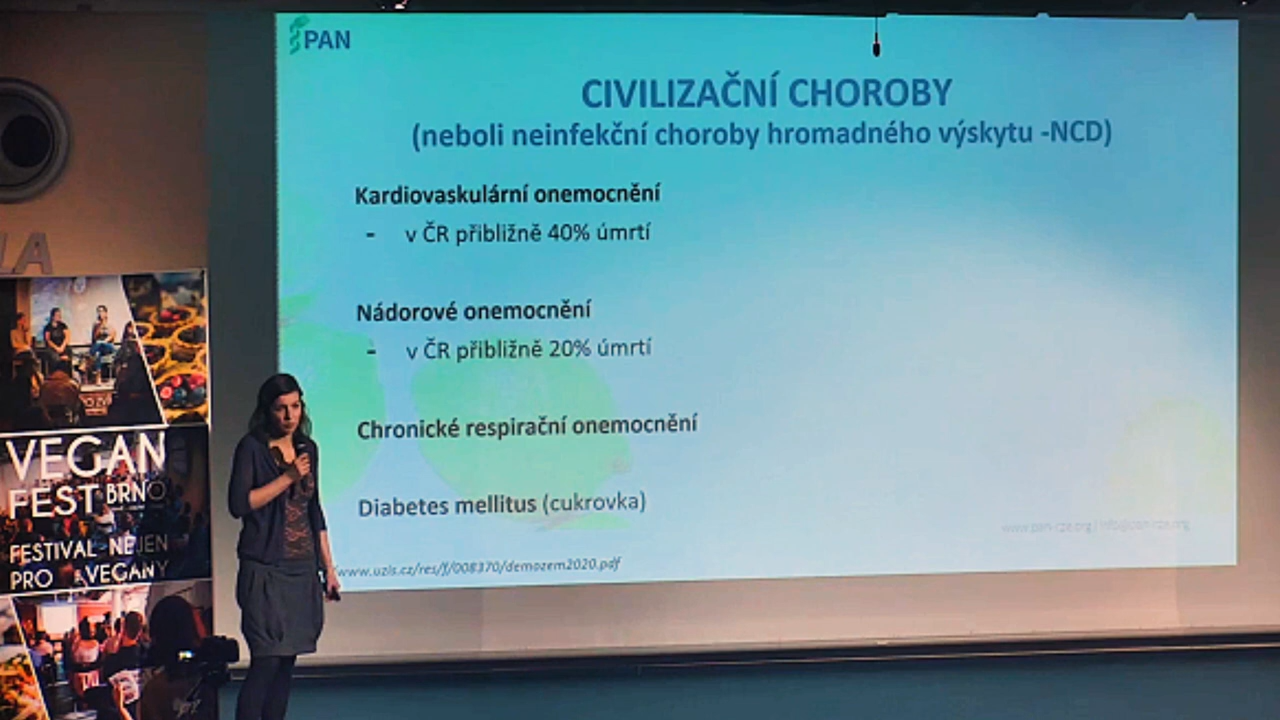 PAN
CIVILIZAČNÍ CHOROBY
(neboli neinfekční choroby hromadného výskytu -NCD)
Kardiovaskulární onemocnění
- v ČR přibližně 40% úmrtí
Nádorové onemocnění
- v ČR přibližně 20% úmrtí
Chronické respirační onemocnění
Diabetes mellitus (cukrovka)
www.uzis.cz/res/f/008370/demozem2020.pdf
VEGAN
FEST BRNO
FESTIVAL NEJEN
PRO VEGANY